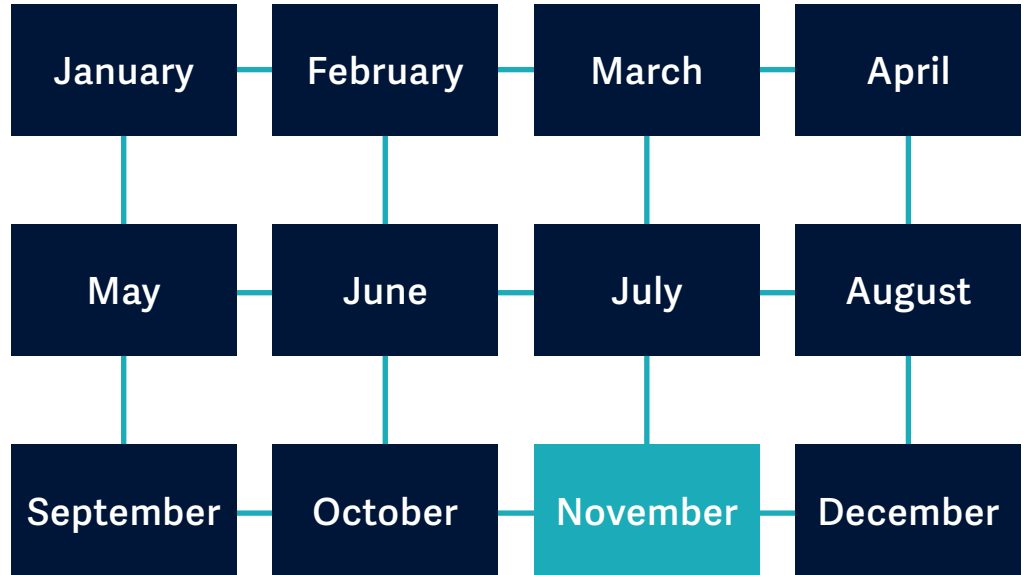 January February March April
May June July August
September October November December